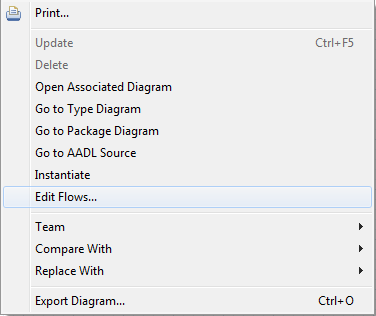 Print...
Update Ctrl+F5
Delete
Open Associated Diagram
Go to Type Diagram
Go to Package Diagram
Go to AADL Source
Instantiate
Edit Flows...
Team
Compare With
Replace With
Export Diagram... Ctrl+O